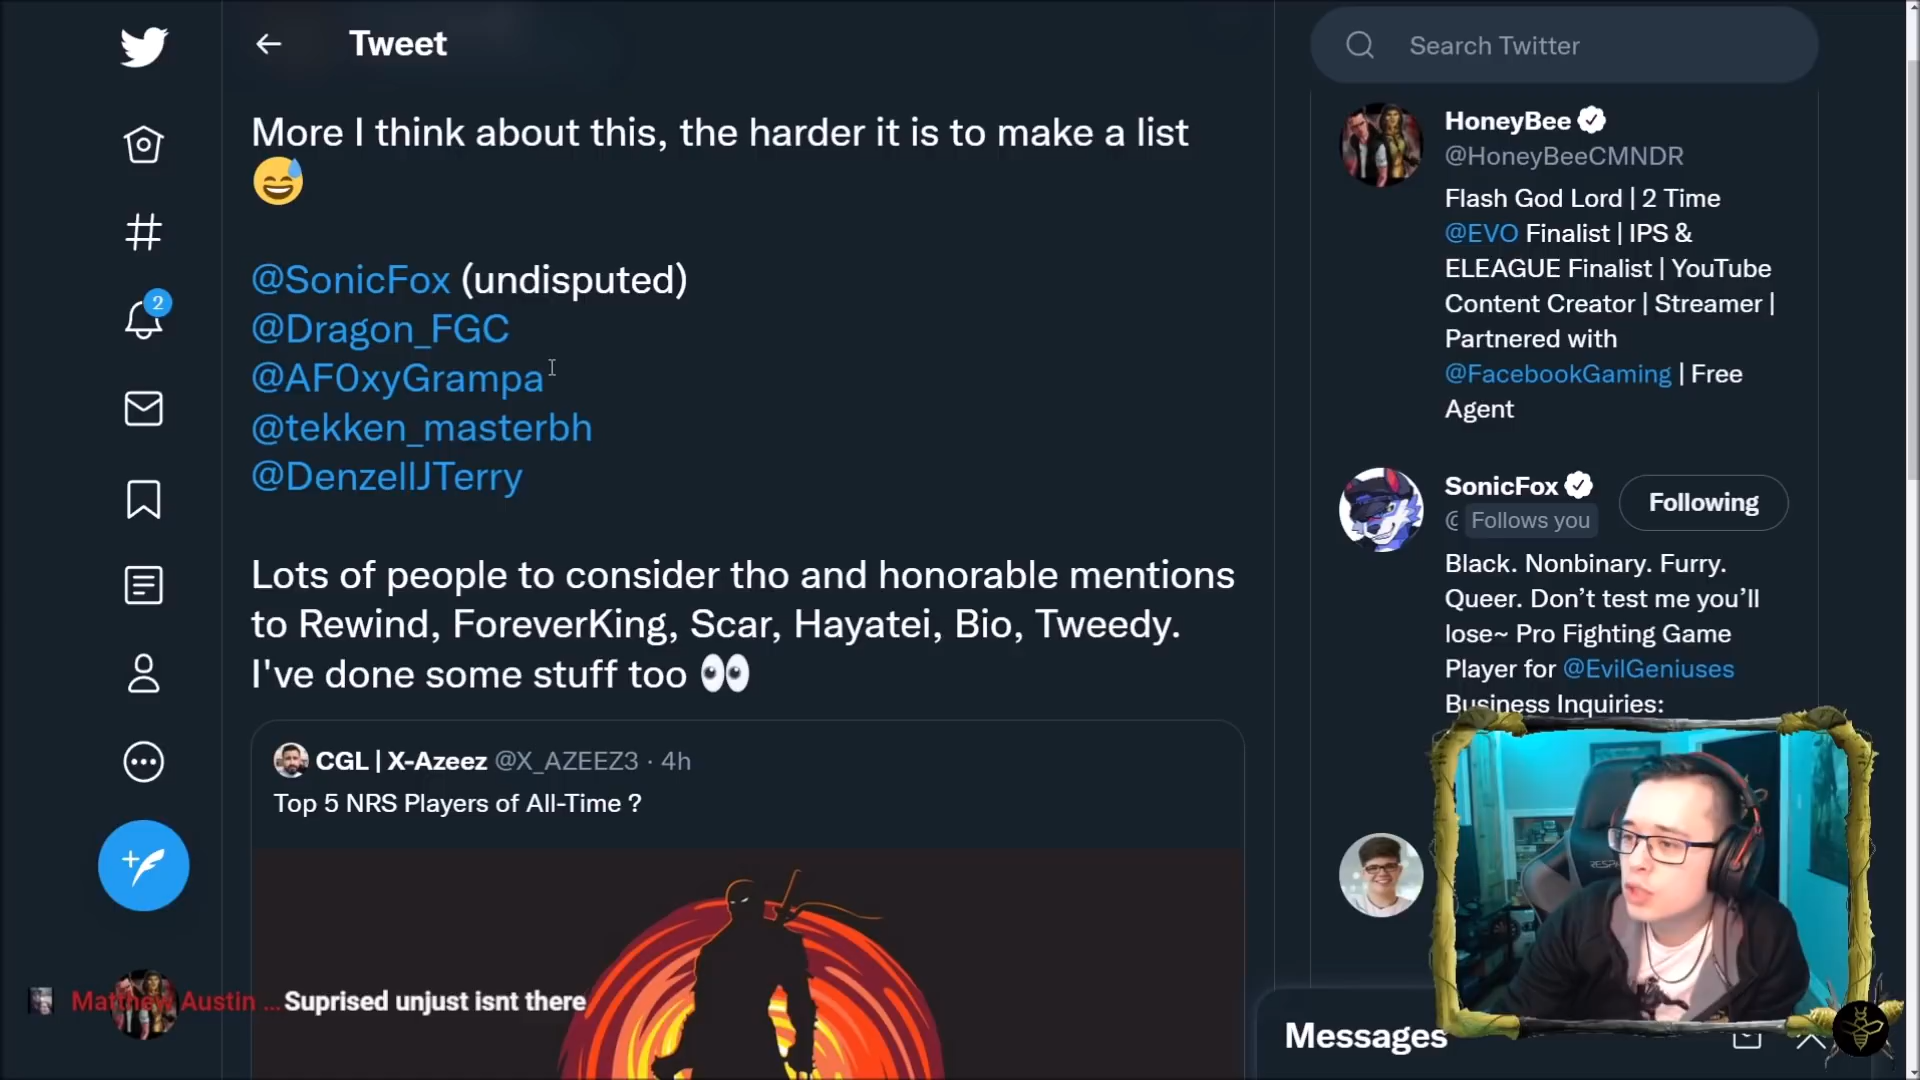 Tweet
Search Twitter
More I think about this, the harder it is to make a list
😅
@SonicFox (undisputed)
@Dragon_FGC
@AF0xyGrampa
@tekken_masterbh
@DenzellJTerry
Lots of people to consider tho and honorable mentions
to Rewind, ForeverKing, Scar, Hayatei, Bio, Tweedy.
I've done some stuff too 👀
CGL | X-Azeez @X_AZEEZ3 · 4h
Top 5 NRS Players of All-Time ?
2
Matthew Austin ... Suprised unjust isnt there
HoneyBee
@HoneyBeeCMNDR
Flash God Lord | 2 Time
@EVO Finalist | IPS &
ELEAGUE Finalist | YouTube
Content Creator | Streamer |
Partnered with
@FacebookGaming | Free
Agent
SonicFox
Following
Follows you
Black. Nonbinary. Furry.
Queer. Don't test me you'll
lose~ Pro Fighting Game
Player for @EvilGeniuses
Business Inquiries:
Messages